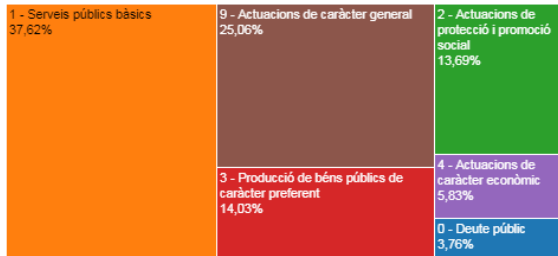 1 - Serveis públics bàsics
37,62%
9 - Actuacions de caràcter general
25,06%
2 - Actuacions de
protecció i promoció
social
13,69%
3 - Producció de béns públics de
caràcter preferent
14,03%
4 - Actuacions de
caràcter econòmic
5,83%
0 - Deute públic
3,76%